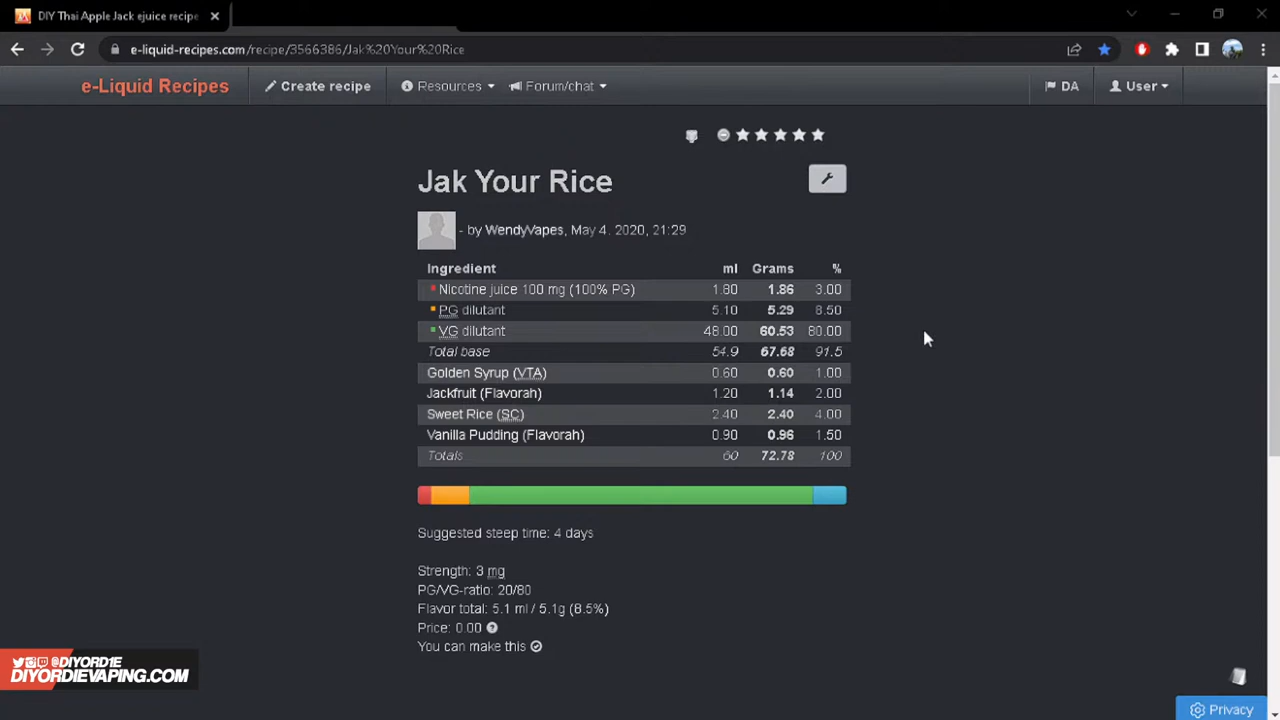 DIY Thai Apple Jack ejuice recipe
e-liquid-recipes.com/recipe/3566386/Jak%20Your%20Rice
e-Liquid Recipes Create recipe Resources Forum/chat DA User
Jak Your Rice
- by WendyVapes, May 4. 2020, 21:29
Ingredient ml Grams %
Nicotine juice 100 mg (100% PG) 1.80 1.86 3.00
PG dilutant 5.10 5.29 8.50
VG dilutant 48.00 60.53 80.00
Total base 54.9 67.68 91.5
Golden Syrup (VTA) 0.60 0.60 1.00
Jackfruit (Flavorah) 1.20 1.14 2.00
Sweet Rice (SC) 2.40 2.40 4.00
Vanilla Pudding (Flavorah) 0.90 0.96 1.50
Totals 60 72.78 100
Suggested steep time: 4 days
Strength: 3 mg
PG/VG-ratio: 20/80
Flavor total: 5.1 ml / 5.1g (8.5%)
Price: 0.00
You can make this
@DIYORD1E
DIYORDIEVAPING.COM
Privacy